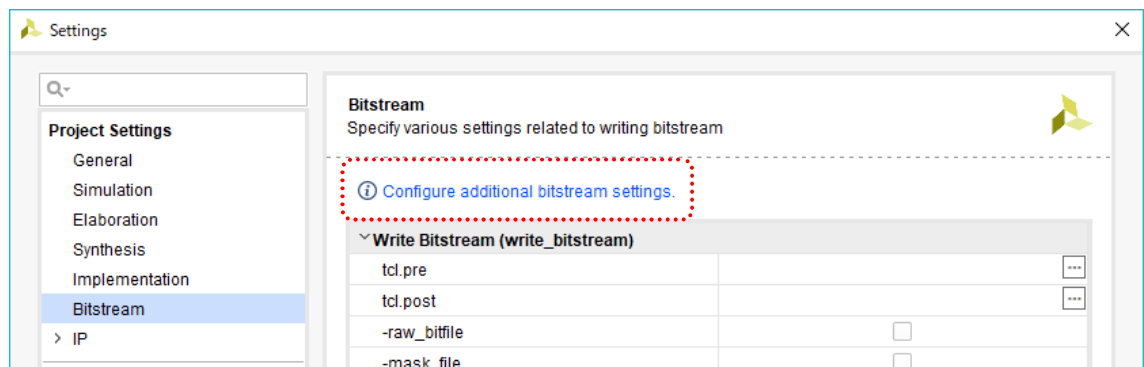 Settings
Project Settings
General
Simulation
Elaboration
Synthesis
Implementation
Bitstream
IP
Bitstream
Specify various settings related to writing bitstream
Configure additional bitstream settings.
Write Bitstream (write_bitstream)
tcl.pre
...
tcl.post
...
-raw_bitfile
-mask_file